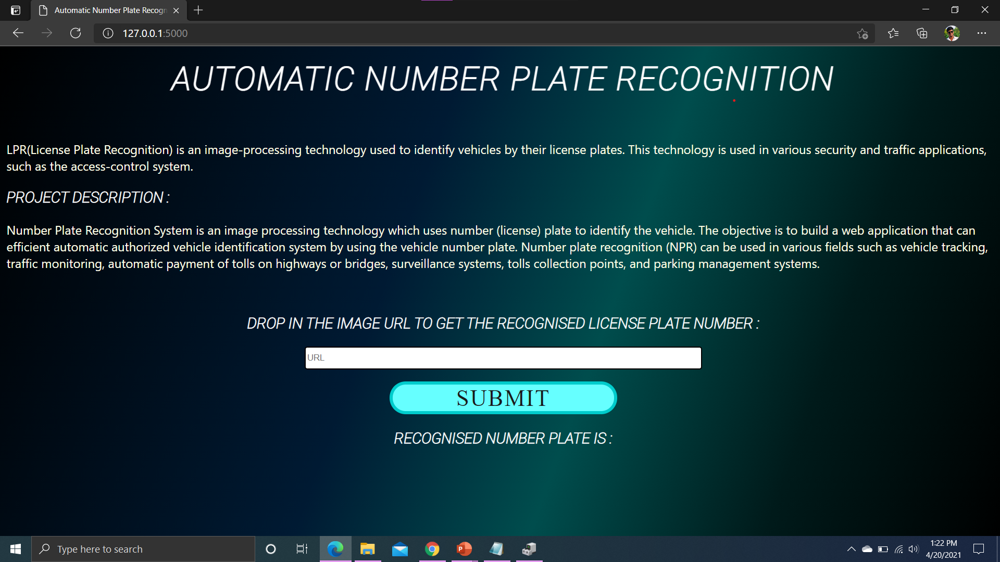 Automatic Number Plate Recogn
127.0.0.1:5000
AUTOMATIC NUMBER PLATE RECOGNITION
LPR(License Plate Recognition) is an image-processing technology used to identify vehicles by their license plates. This technology is used in various security and traffic applications,
such as the access-control system.
PROJECT DESCRIPTION :
Number Plate Recognition System is an image processing technology which uses number (license) plate to identify the vehicle. The objective is to build a web application that can
efficient automatic authorized vehicle identification system by using the vehicle number plate. Number plate recognition (NPR) can be used in various fields such as vehicle tracking,
traffic monitoring, automatic payment of tolls on highways or bridges, surveillance systems, tolls collection points, and parking management systems.
DROP IN THE IMAGE URL TO GET THE RECOGNISED LICENSE PLATE NUMBER :
URL
SUBMIT
RECOGNISED NUMBER PLATE IS :
Type here to search
P
1:22 PM
4/20/2021